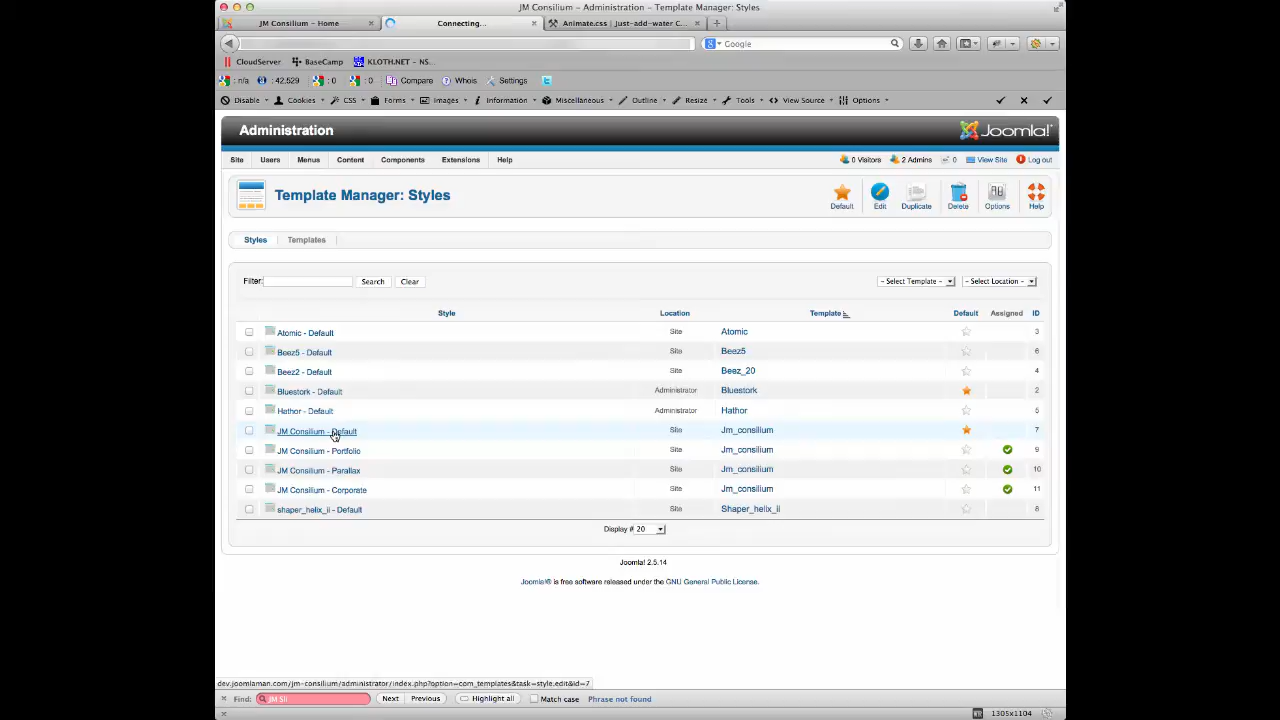 JM Consilium - Administration - Template Manager: Styles
JM Consilium - Home
Connecting...
Animate.css | Just-add-water C...
Google
CloudServer BaseCamp KLOTH.NET - NS...
: n/a : 42.529 : 0 : 0 Compare Whois Settings
Disable Cookies CSS Forms Images Information Miscellaneous Outline Resize Tools View Source Options
Administration
Joomla!
Site Users Menus Content Components Extensions Help
0 Visitors 2 Admins 0 View Site Log out
Template Manager: Styles
Default Edit Duplicate Delete Options Help
Styles Templates
Filter: Search Clear - Select Template - - Select Location -
Style Location Template Default Assigned ID
Atomic - Default Site Atomic 3
Beez5 - Default Site Beez5 6
Beez2 - Default Site Beez_20 4
Bluestork - Default Administrator Bluestork 2
Hathor - Default Administrator Hathor 5
JM Consilium - Default Site Jm_consilium 7
JM Consilium - Portfolio Site Jm_consilium 9
JM Consilium - Parallax Site Jm_consilium 10
JM Consilium - Corporate Site Jm_consilium 11
shaper_helix_ii - Default Site Shaper_helix_ii 8
Display # 20
Joomla! 2.5.14
Joomla!® is free software released under the GNU General Public License.
dev.joomlaman.com/jm-consilium/administrator/index.php?option=com_templates&task=style.edit&id=7
Find: JM Sli Next Previous Highlight all Match case Phrase not found
1305x1104